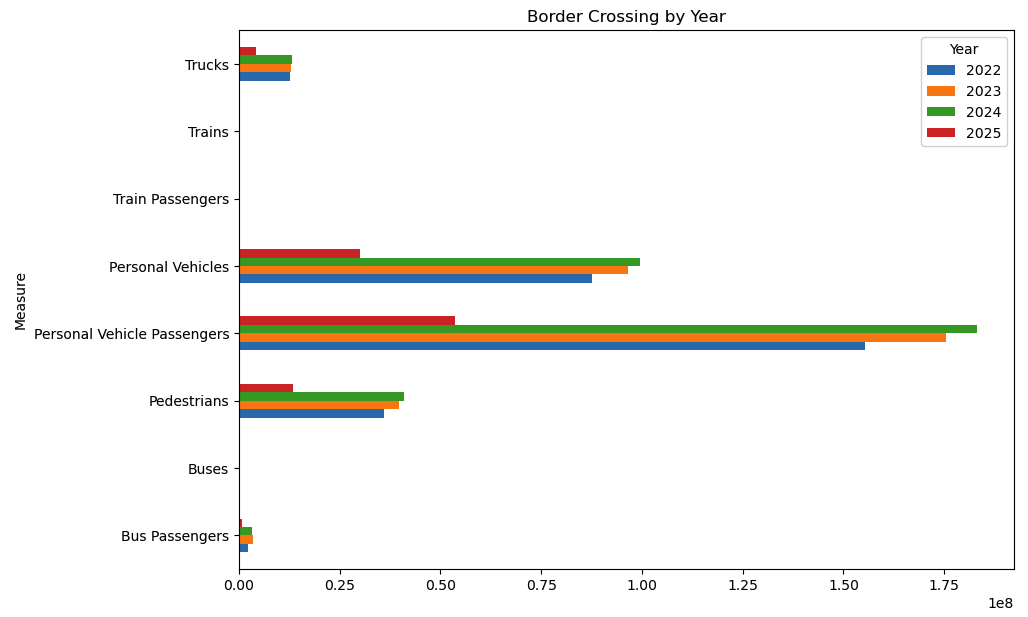 Border Crossing by Year
Year
2022
2023
2024
2025
Measure
Trucks
Trains
Train Passengers
Personal Vehicles
Personal Vehicle Passengers
Pedestrians
Buses
Bus Passengers
0.00 0.25 0.50 0.75 1.00 1.25 1.50 1.75
1e8